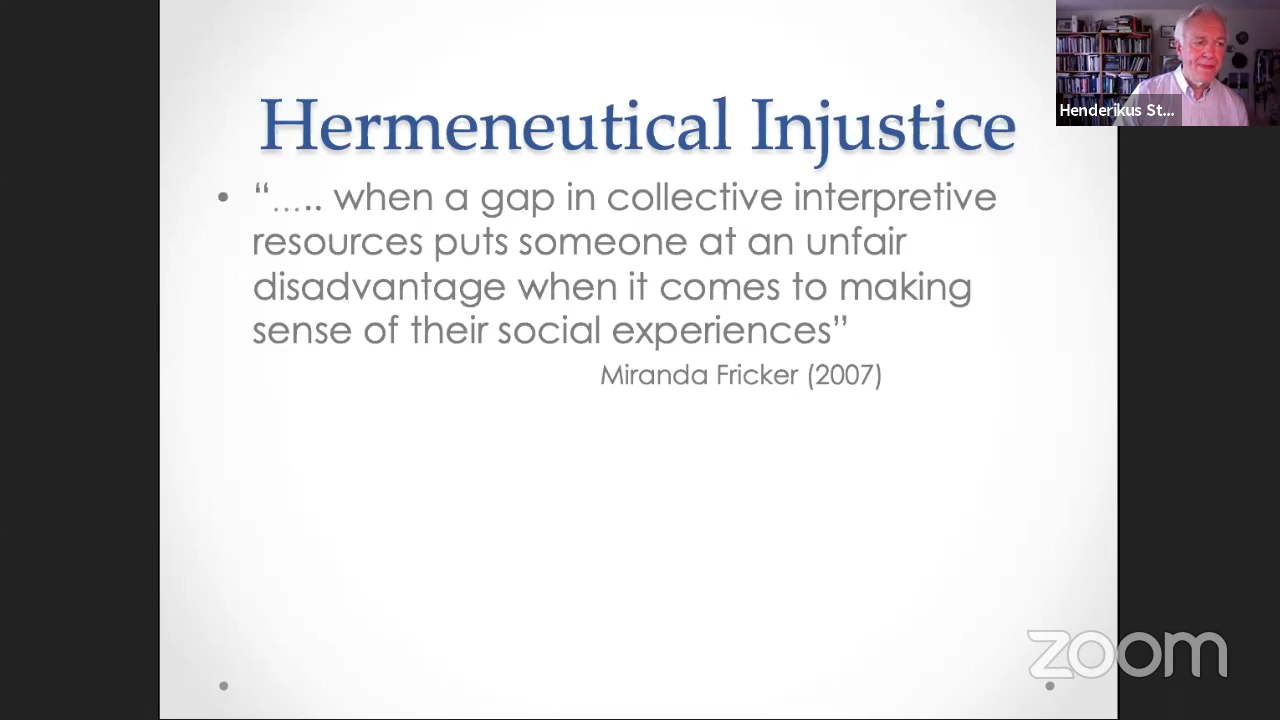 Hermeneutical Injustice
• “….. when a gap in collective interpretive
resources puts someone at an unfair
disadvantage when it comes to making
sense of their social experiences”
Miranda Fricker (2007)
Henderikus St...
zoom